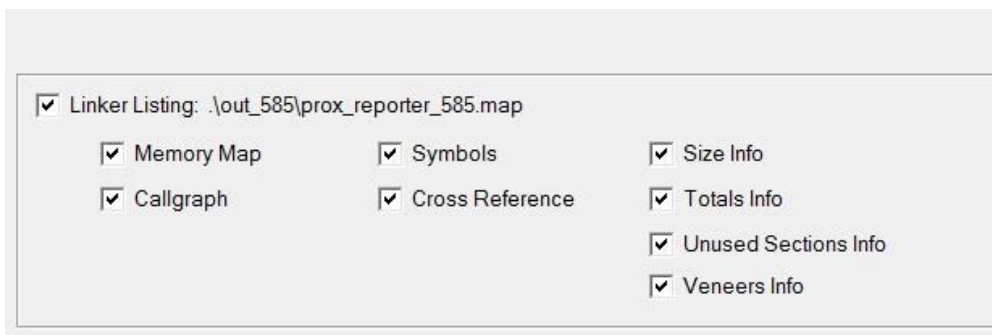 Linker Listing: .\out_585\prox_reporter_585.map
Memory Map Symbols Size Info
Callgraph Cross Reference Totals Info
Unused Sections Info
Veneers Info